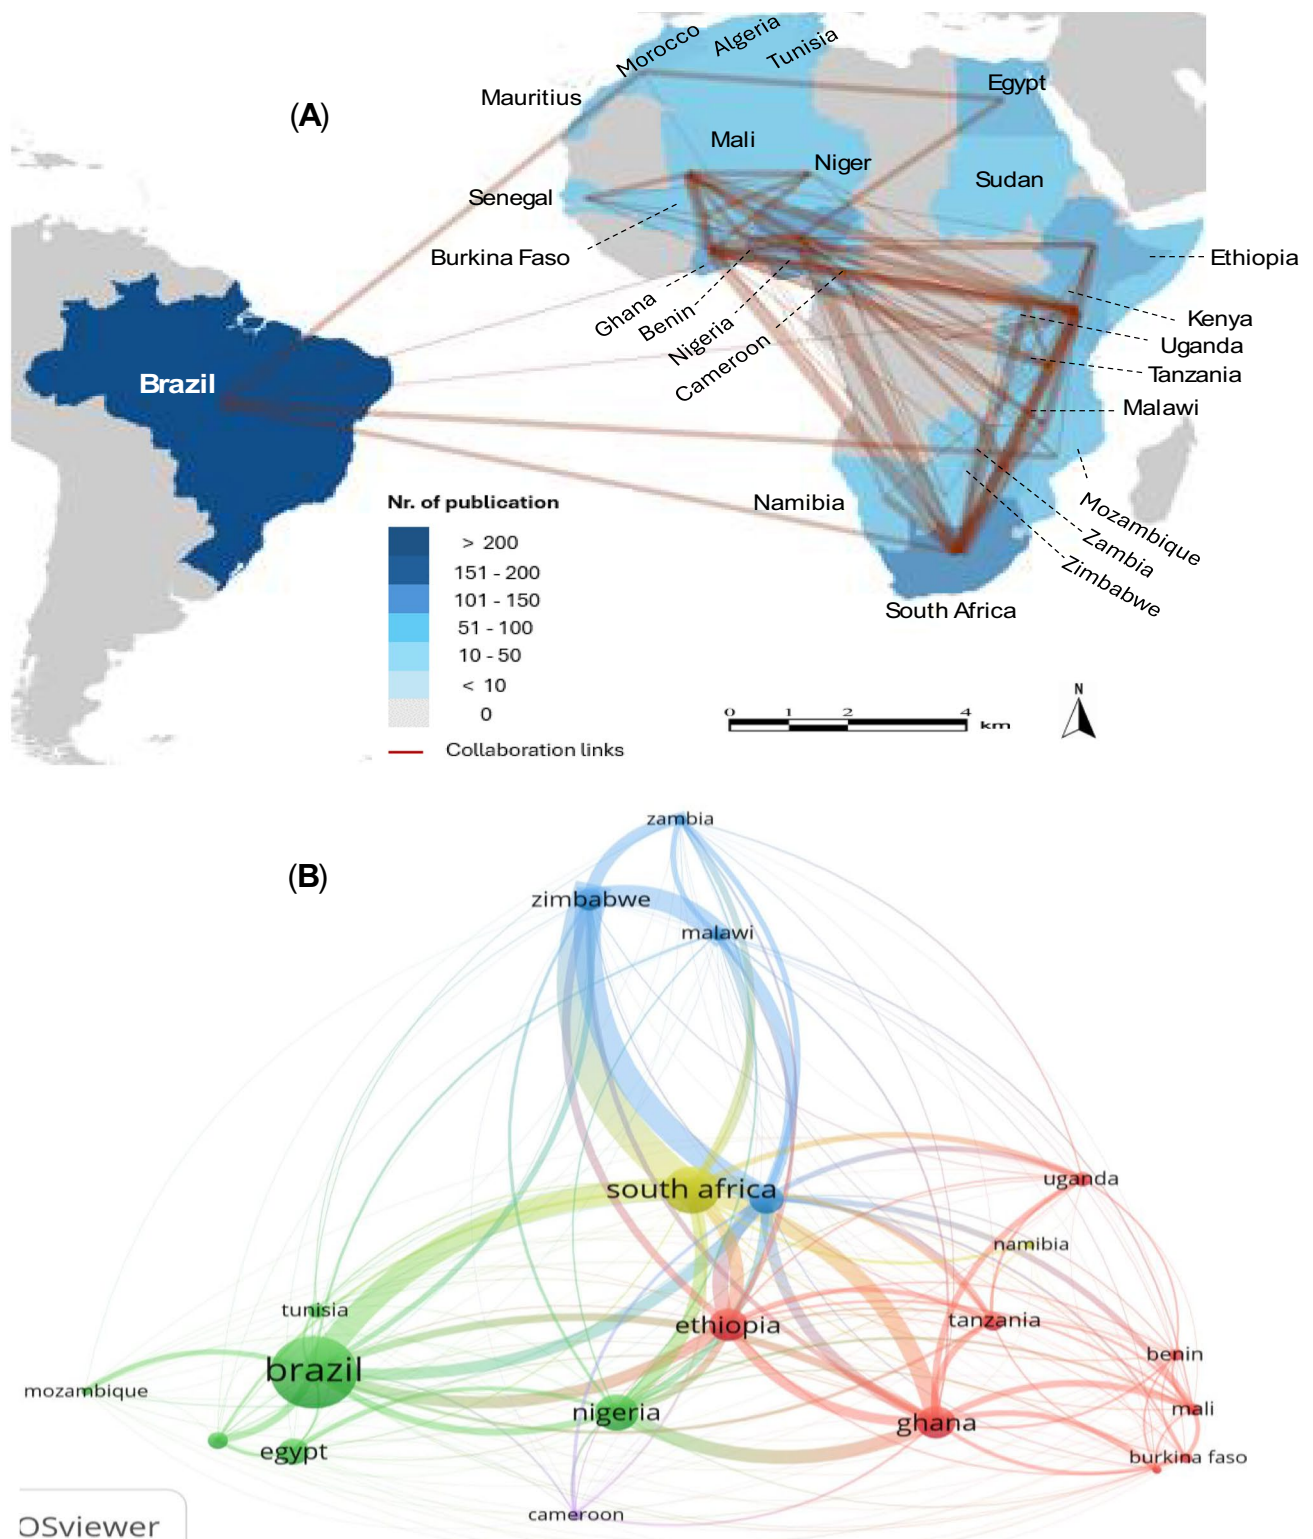 (A)
Morocco
Algeria
Tunisia
Mauritius
Egypt
Mali
Niger
Sudan
Senegal
Burkina Faso
Ethiopia
Ghana
Benin
Nigeria
Cameroon
Kenya
Uganda
Tanzania
Malawi
Brazil
Namibia
Mozambique
Zambia
Zimbabwe
South Africa
Nr. of publication
> 200
151 - 200
101 - 150
51 - 100
10 - 50
< 10
0
Collaboration links
0 1 2 4
km
N
(B)
zambia
zimbabwe
malawi
south africa
uganda
namibia
tunisia
ethiopia
tanzania
brazil
benin
mozambique
nigeria
ghana
mali
egypt
burkina faso
cameroon
OSviewer